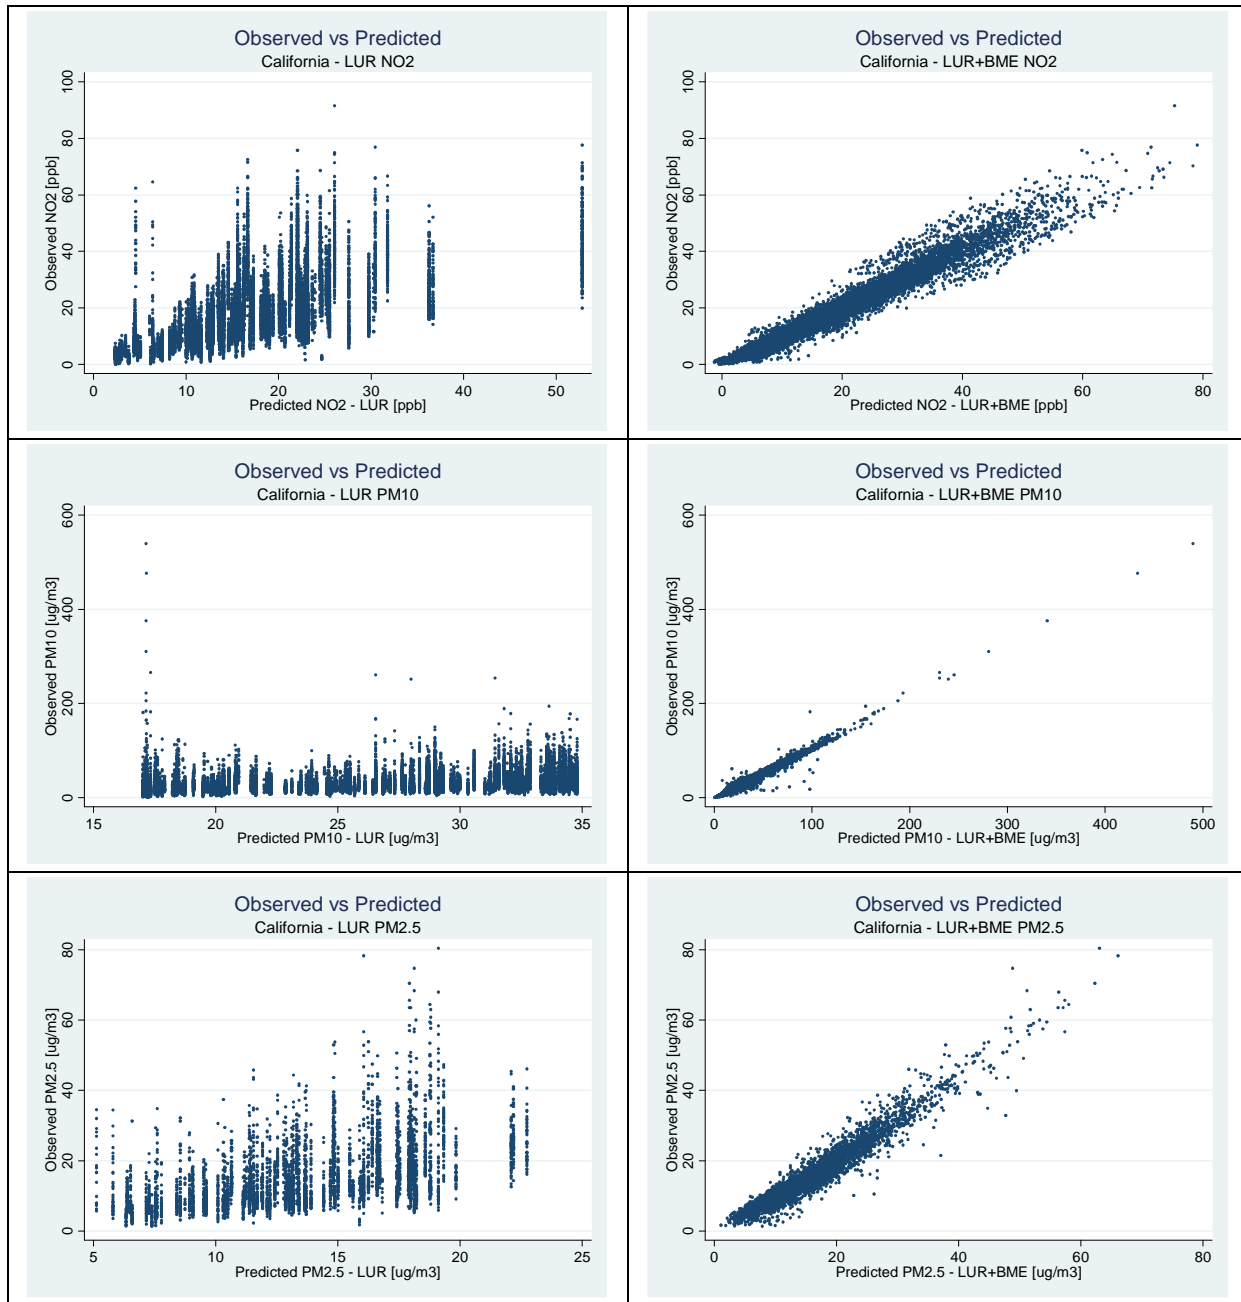 Observed vs Predicted
California - LUR NO2
Observed NO2 [ppb]
100
80
60
40
20
0
0 10 20 30 40 50
Predicted NO2 - LUR [ppb]
Observed vs Predicted
California - LUR+BME NO2
Observed NO2 [ppb]
100
80
60
40
20
0
0 20 40 60 80
Predicted NO2 - LUR+BME [ppb]
Observed vs Predicted
California - LUR PM10
Observed PM10 [ug/m3]
600
400
200
0
15 20 25 30 35
Predicted PM10 - LUR [ug/m3]
Observed vs Predicted
California - LUR+BME PM10
Observed PM10 [ug/m3]
600
400
200
0
0 100 200 300 400 500
Predicted PM10 - LUR+BME [ug/m3]
Observed vs Predicted
California - LUR PM2.5
Observed PM2.5 [ug/m3]
80
60
40
20
0
5 10 15 20 25
Predicted PM2.5 - LUR [ug/m3]
Observed vs Predicted
California - LUR+BME PM2.5
Observed PM2.5 [ug/m3]
80
60
40
20
0
0 20 40 60 80
Predicted PM2.5 - LUR+BME [ug/m3]